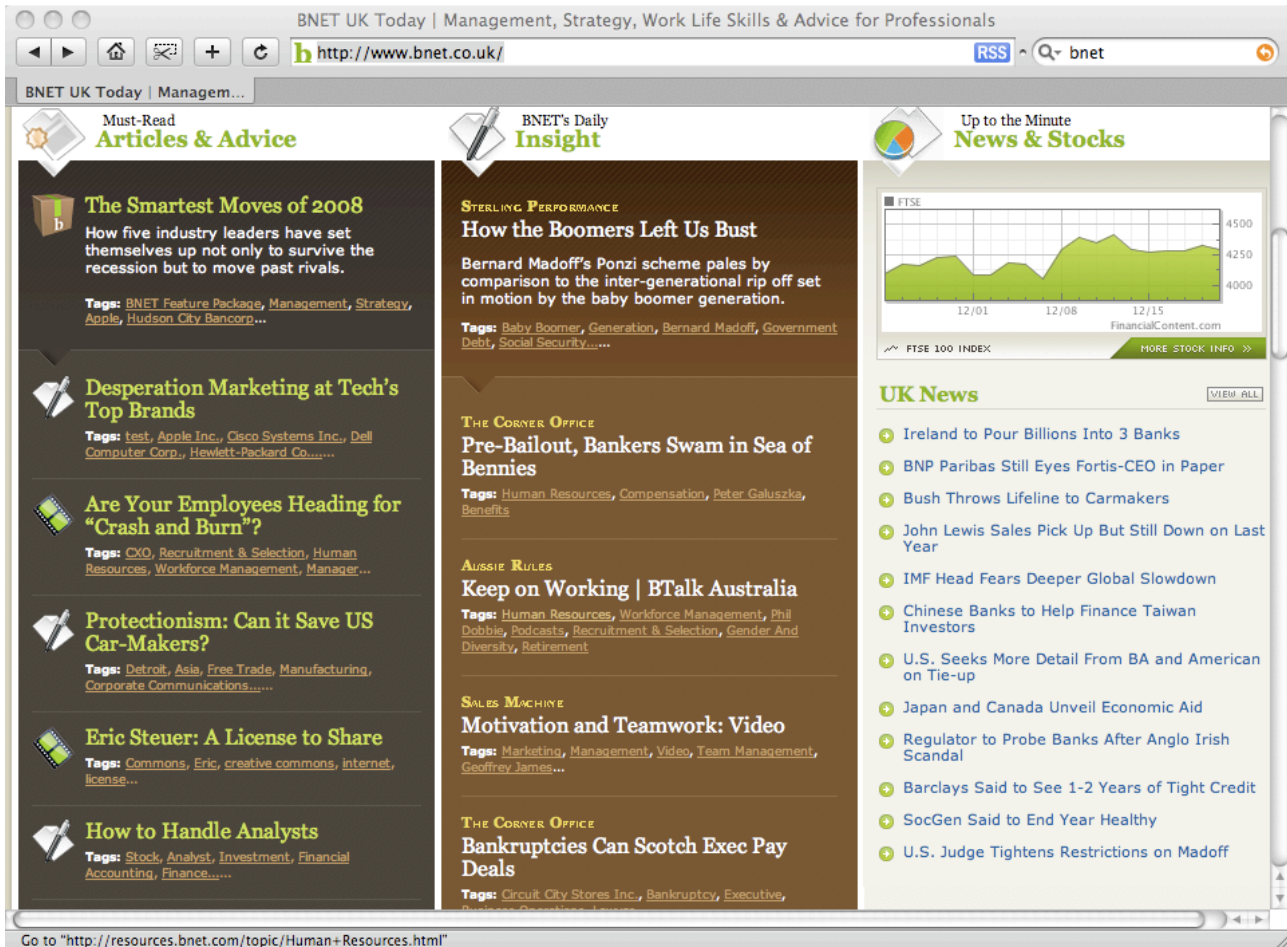 BNET UK Today | Management, Strategy, Work Life Skills & Advice for Professionals
http://www.bnet.co.uk/
RSS
bnet
BNET UK Today | Managem...
Must-Read
Articles & Advice
b
The Smartest Moves of 2008
How five industry leaders have set
themselves up not only to survive the
recession but to move past rivals.
Tags: BNET Feature Package, Management, Strategy,
Apple, Hudson City Bancorp...
Desperation Marketing at Tech's
Top Brands
Tags: test, Apple Inc., Cisco Systems Inc., Dell
Computer Corp., Hewlett-Packard Co.......
Are Your Employees Heading for
“Crash and Burn”?
Tags: CXO, Recruitment & Selection, Human
Resources, Workforce Management, Manager...
Protectionism: Can it Save US
Car-Makers?
Tags: Detroit, Asia, Free Trade, Manufacturing,
Corporate Communications......
Eric Steuer: A License to Share
Tags: Commons, Eric, creative commons, internet,
license...
How to Handle Analysts
Tags: Stock, Analyst, Investment, Financial
Accounting, Finance......
BNET's Daily
Insight
Sterling Performance
How the Boomers Left Us Bust
Bernard Madoff's Ponzi scheme pales by
comparison to the inter-generational rip off set
in motion by the baby boomer generation.
Tags: Baby Boomer, Generation, Bernard Madoff, Government
Debt, Social Security......
The Corner Office
Pre-Bailout, Bankers Swam in Sea of
Bennies
Tags: Human Resources, Compensation, Peter Galuszka,
Benefits
Aussie Rules
Keep on Working | BTalk Australia
Tags: Human Resources, Workforce Management, Phil
Dobbie, Podcasts, Recruitment & Selection, Gender And
Diversity, Retirement
Sales Machine
Motivation and Teamwork: Video
Tags: Marketing, Management, Video, Team Management,
Geoffrey James...
The Corner Office
Bankruptcies Can Scotch Exec Pay
Deals
Tags: Circuit City Stores Inc., Bankruptcy, Executive,
Up to the Minute
News & Stocks
FTSE
4500
4250
4000
12/01 12/08 12/15
FinancialContent.com
FTSE 100 INDEX
MORE STOCK INFO »
UK News
VIEW ALL
Ireland to Pour Billions Into 3 Banks
BNP Paribas Still Eyes Fortis-CEO in Paper
Bush Throws Lifeline to Carmakers
John Lewis Sales Pick Up But Still Down on Last
Year
IMF Head Fears Deeper Global Slowdown
Chinese Banks to Help Finance Taiwan
Investors
U.S. Seeks More Detail From BA and American
on Tie-up
Japan and Canada Unveil Economic Aid
Regulator to Probe Banks After Anglo Irish
Scandal
Barclays Said to See 1-2 Years of Tight Credit
SocGen Said to End Year Healthy
U.S. Judge Tightens Restrictions on Madoff
Go to "http://resources.bnet.com/topic/Human+Resources.html"